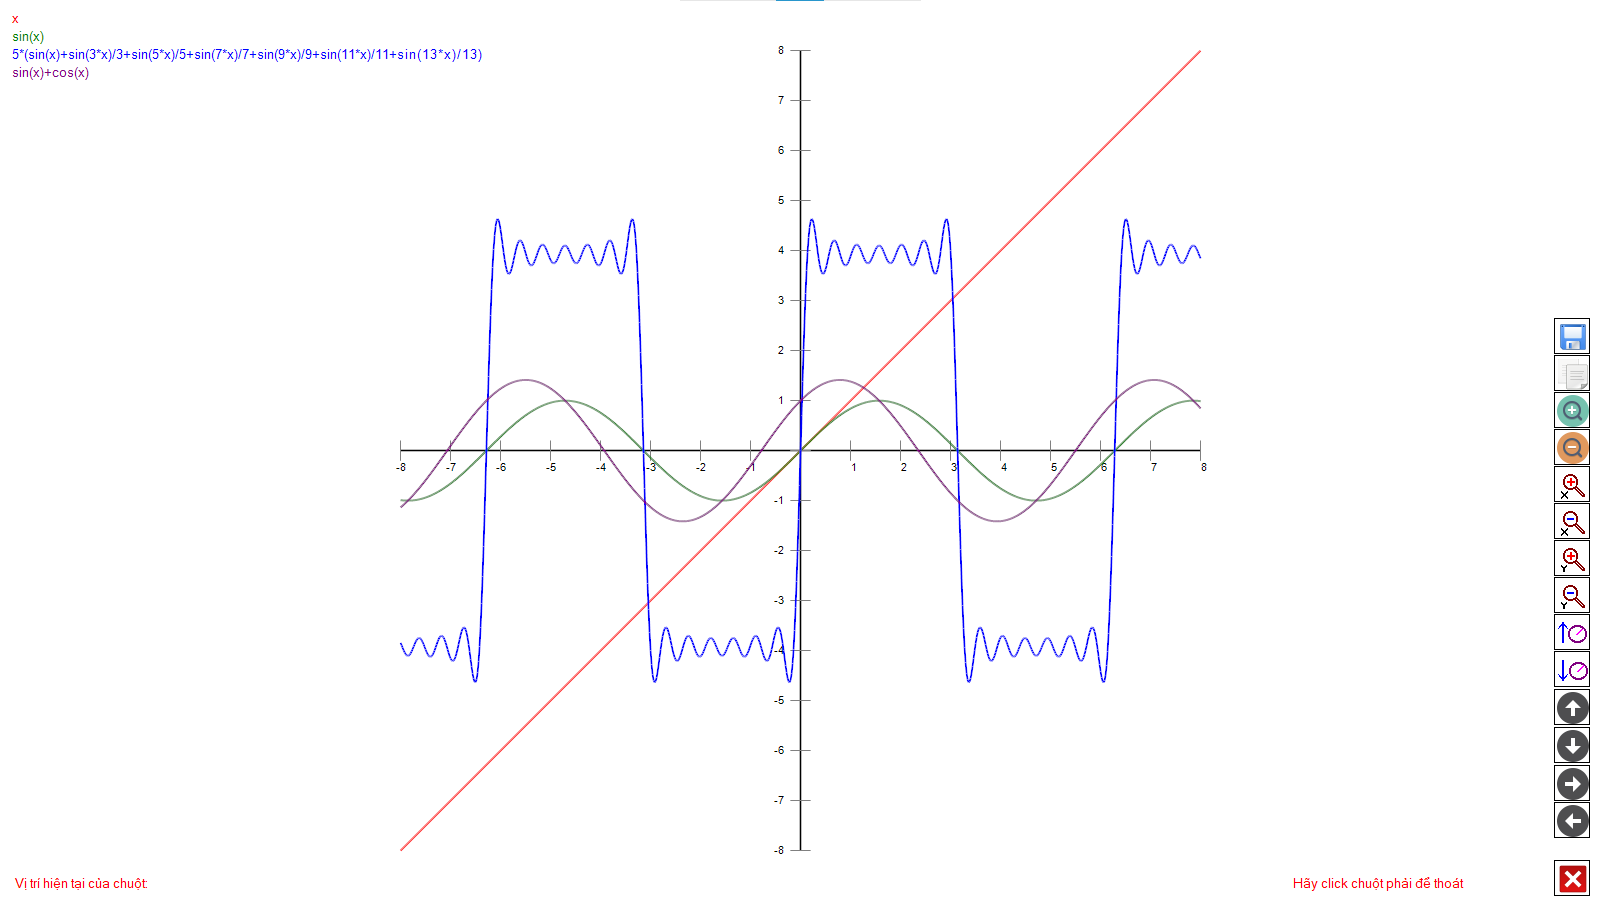 x
sin(x)
5*(sin(x)+sin(3*x)/3+sin(5*x)/5+sin(7*x)/7+sin(9*x)/9+sin(11*x)/11+sin(13*x)/13)
sin(x)+cos(x)
8
7
6
5
4
3
2
1
-8 -7 -6 -5 -4 -3 -2 -1 1 2 3 4 5 6 7 8
-1
-2
-3
-4
-5
-6
-7
-8
X
X
Y
Y
Vị trí hiện tại của chuột:
Hãy click chuột phải để thoát